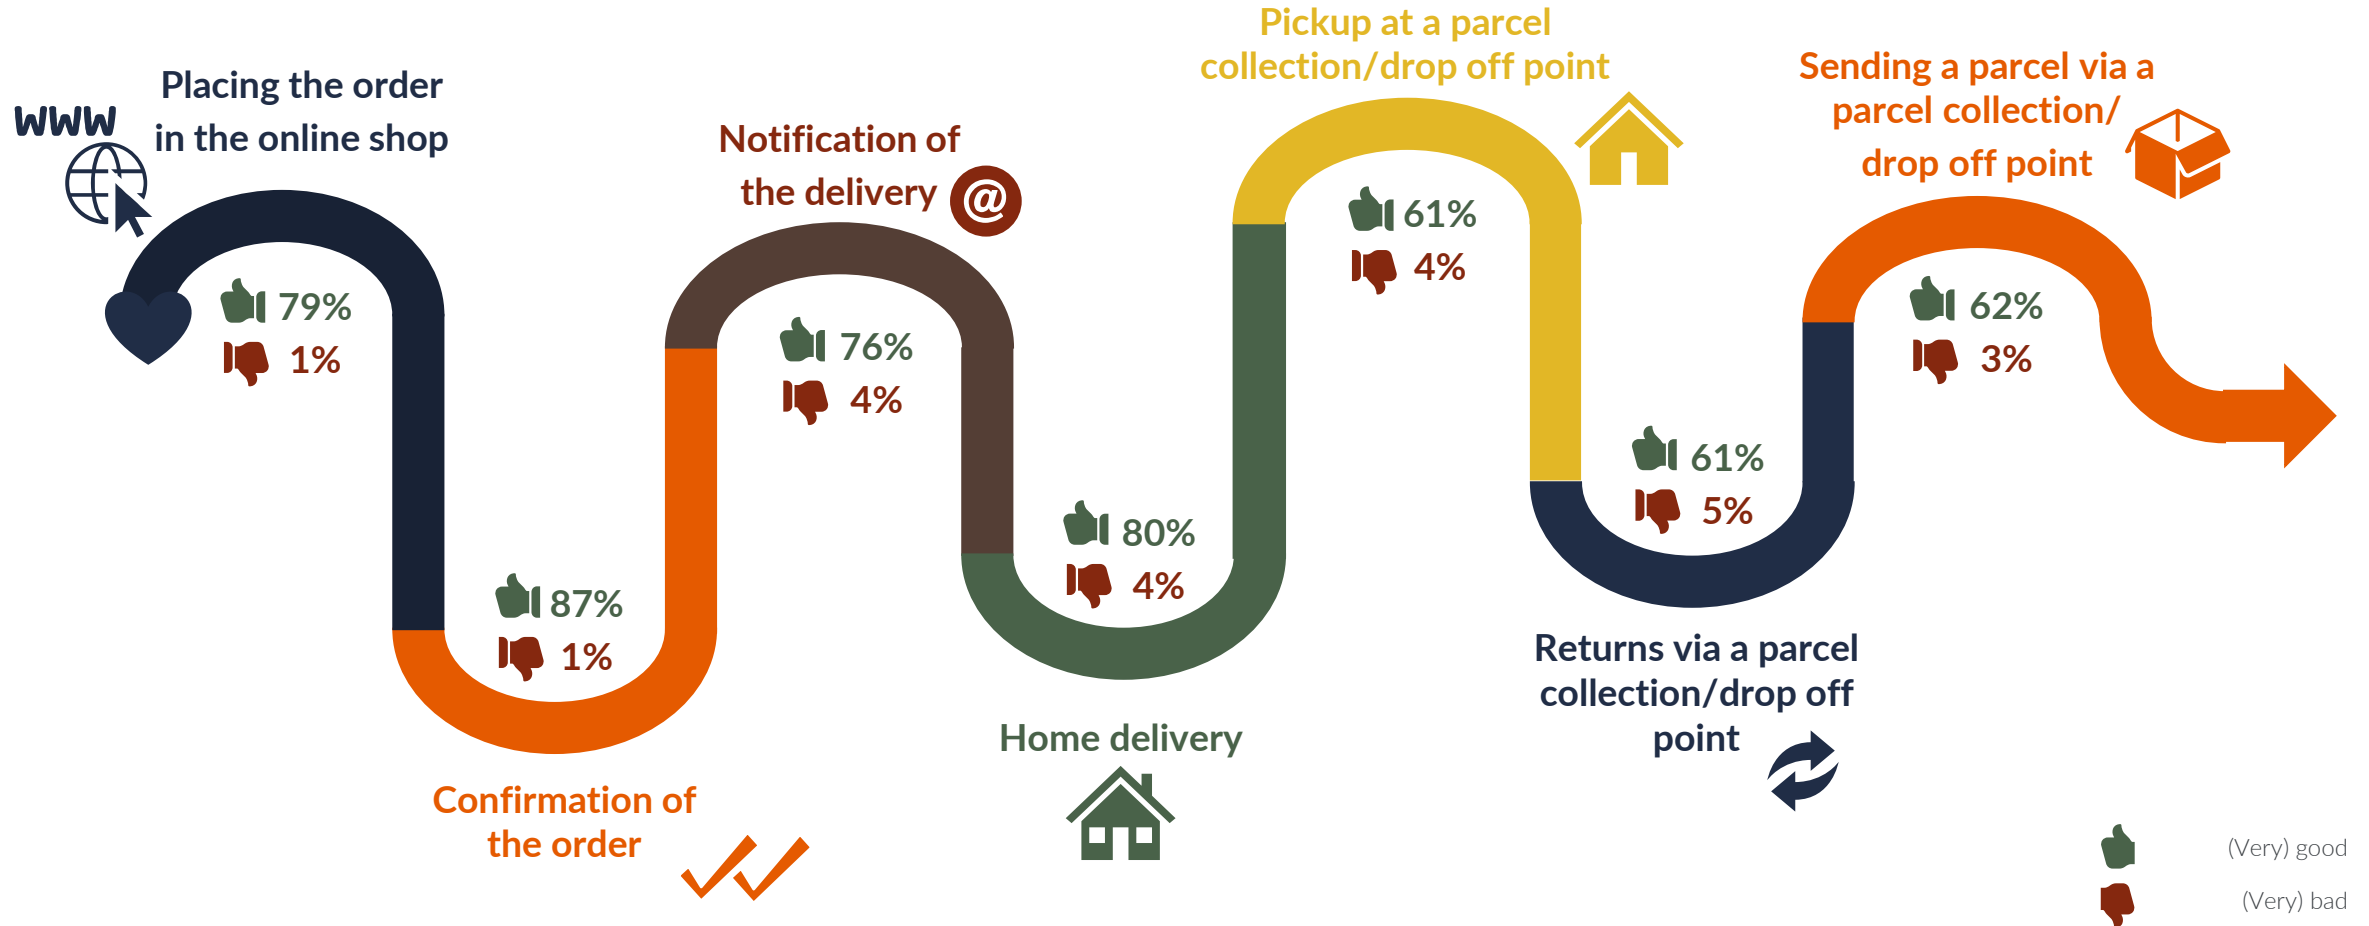 www
Placing the order
in the online shop
79%
1%
87%
1%
Confirmation of
the order
Notification of
the delivery
@
76%
4%
80%
4%
Home delivery
Pickup at a parcel
collection/drop off point
61%
4%
61%
5%
Returns via a parcel
collection/drop off
point
Sending a parcel via a
parcel collection/
drop off point
62%
3%
(Very) good
(Very) bad